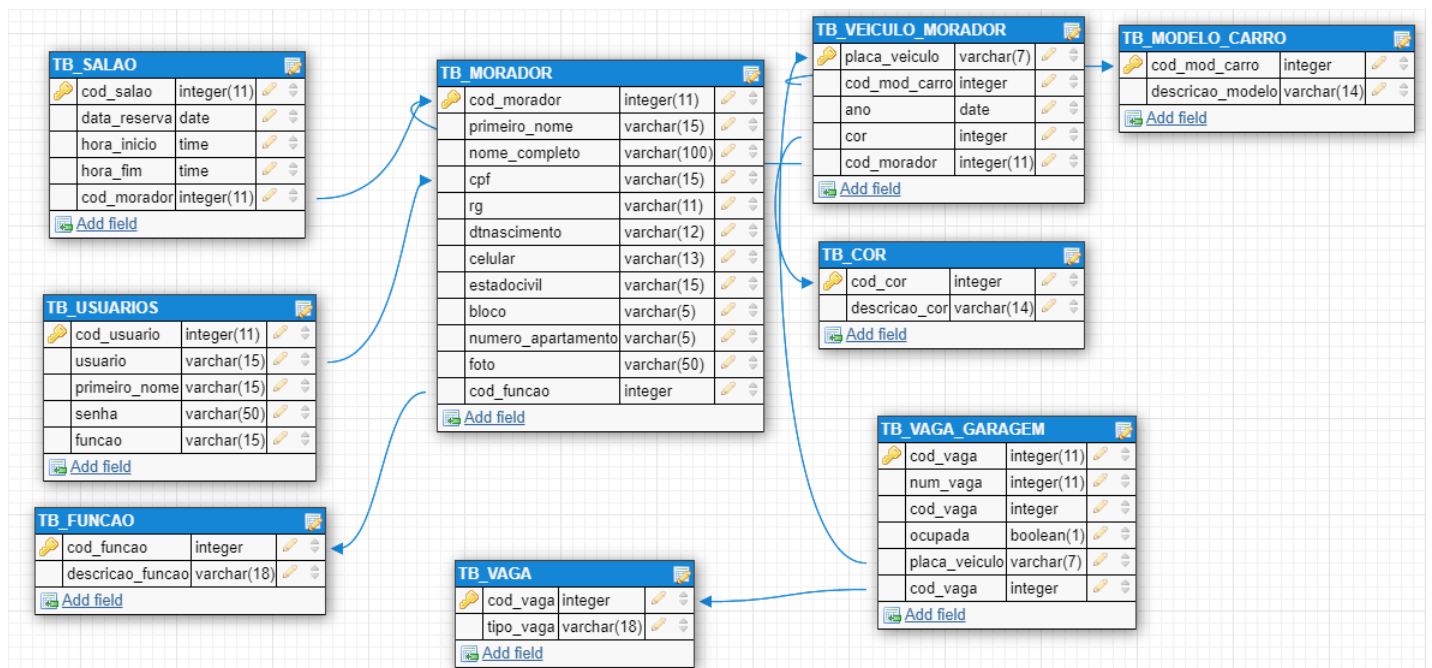 TB_SALAO
cod_salao integer(11)
data_reserva date
hora_inicio time
hora_fim time
cod_morador integer(11)
Add field
TB_USUARIOS
cod_usuario integer(11)
usuario varchar(15)
primeiro_nome varchar(15)
senha varchar(50)
funcao varchar(15)
Add field
TB_FUNCAO
cod_funcao integer
descricao_funcao varchar(18)
Add field
TB_MORADOR
cod_morador integer(11)
primeiro_nome varchar(15)
nome_completo varchar(100)
cpf varchar(15)
rg varchar(11)
dtnascimento varchar(12)
celular varchar(13)
estadocivil varchar(15)
bloco varchar(5)
numero_apartamento varchar(5)
foto varchar(50)
cod_funcao integer
Add field
TB_VAGA
cod_vaga integer
tipo_vaga varchar(18)
Add field
TB_VEICULO_MORADOR
placa_veiculo varchar(7)
cod_mod_carro integer
ano date
cor integer
cod_morador integer(11)
Add field
TB_COR
cod_cor integer
descricao_cor varchar(14)
Add field
TB_VAGA_GARAGEM
cod_vaga integer(11)
num_vaga integer(11)
cod_vaga integer
ocupada boolean(1)
placa_veiculo varchar(7)
cod_vaga integer
Add field
TB_MODELO_CARRO
cod_mod_carro integer
descricao_modelo varchar(14)
Add field